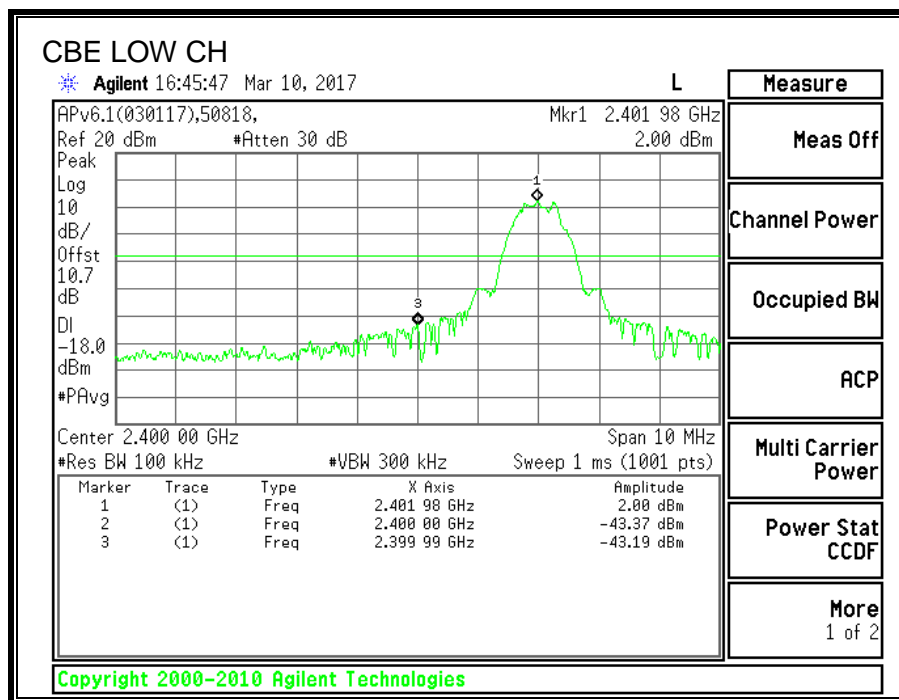 CBE LOW CH
Agilent 16:45:47 Mar 10, 2017 L
APv6.1(030117),50818, Mkr1 2.401 98 GHz
Ref 20 dBm #Atten 30 dB 2.00 dBm
Peak
Log
10
dB/
Offst
10.7
dB
DI
-18.0
dBm
#PAvg
1
3
Center 2.400 00 GHz Span 10 MHz
#Res BW 100 kHz #VBW 300 kHz Sweep 1 ms (1001 pts)
Marker Trace Type X Axis Amplitude
1 (1) Freq 2.401 98 GHz 2.00 dBm
2 (1) Freq 2.400 00 GHz -43.37 dBm
3 (1) Freq 2.399 99 GHz -43.19 dBm
Measure
Meas Off
Channel Power
Occupied BW
ACP
Multi Carrier
Power
Power Stat
CCDF
More
1 of 2
Copyright 2000-2010 Agilent Technologies